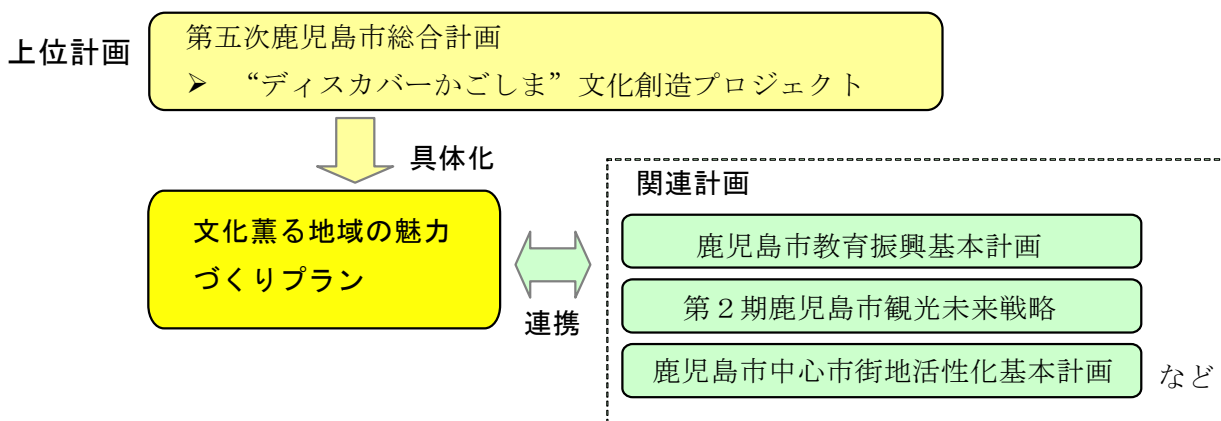 上位計画
第五次鹿児島市総合計画
➢ “ディスカバーかごしま”文化創造プロジェクト
具体化
文化薫る地域の魅力
づくりプラン
連携
関連計画
鹿児島市教育振興基本計画
第２期鹿児島市観光未来戦略
鹿児島市中心市街地活性化基本計画
など